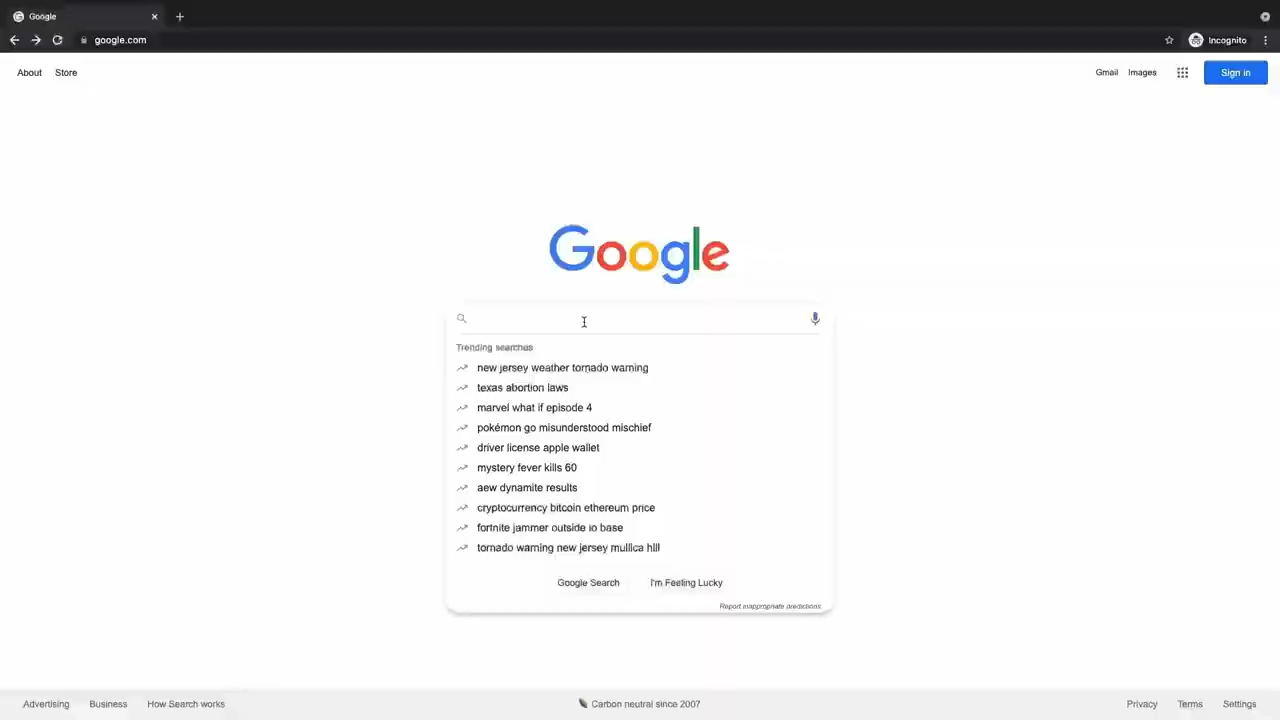 Google
google.com
Incognito
About Store
Gmail Images Sign in
Google
Trending searches
new jersey weather tornado warning
texas abortion laws
marvel what if episode 4
pokémon go misunderstood mischief
driver license apple wallet
mystery fever kills 60
aew dynamite results
cryptocurrency bitcoin ethereum price
fortnite jammer outside io base
tornado warning new jersey mullica hill
Google Search I'm Feeling Lucky
Report inappropriate predictions
Advertising Business How Search works
Carbon neutral since 2007
Privacy Terms Settings